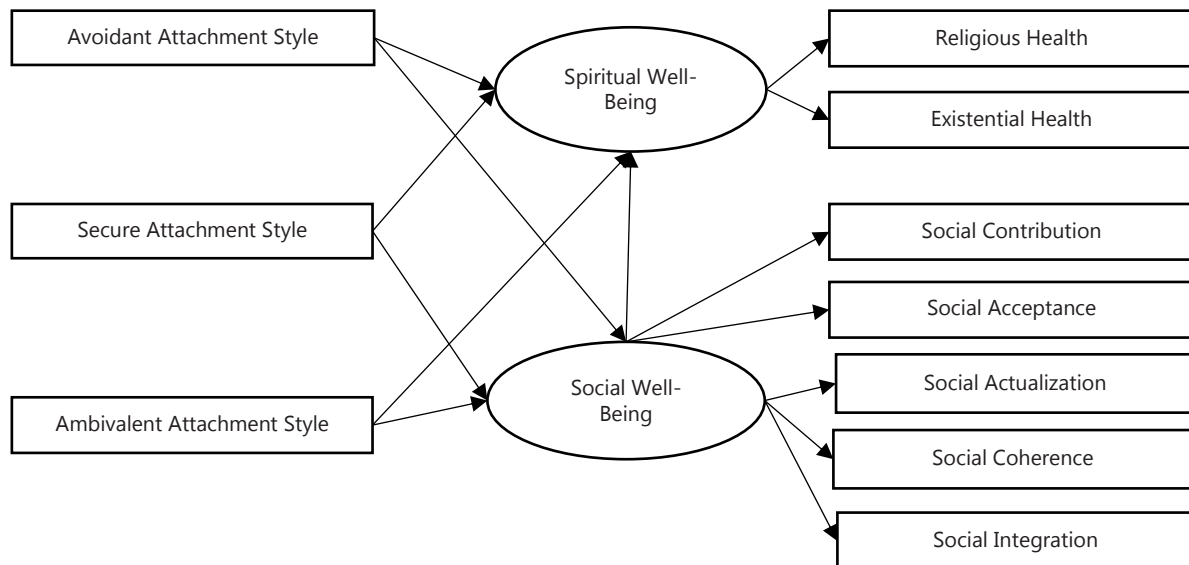 Avoidant Attachment Style
Secure Attachment Style
Ambivalent Attachment Style
Spiritual Well-
Being
Social Well-
Being
Religious Health
Existential Health
Social Contribution
Social Acceptance
Social Actualization
Social Coherence
Social Integration